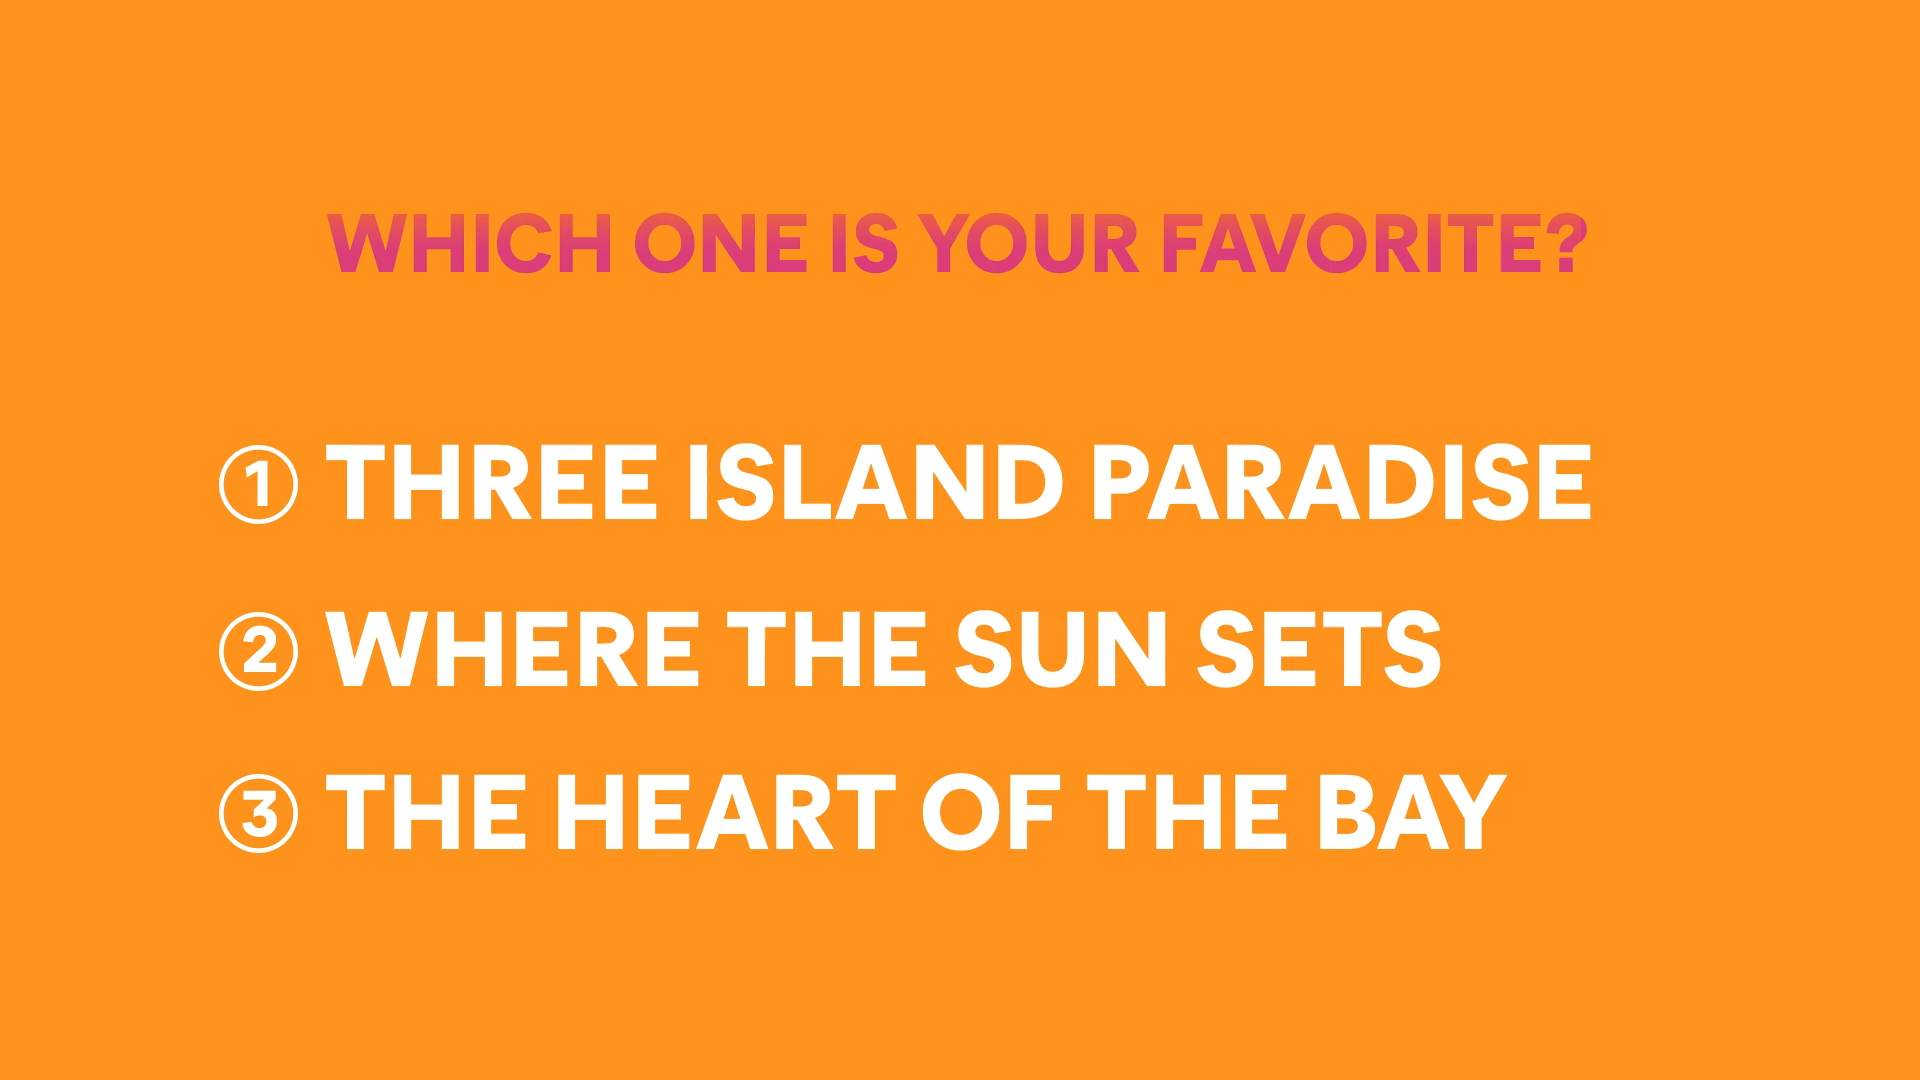 WHICH ONE IS YOUR FAVORITE?
① THREE ISLAND PARADISE
② WHERE THE SUN SETS
③ THE HEART OF THE BAY